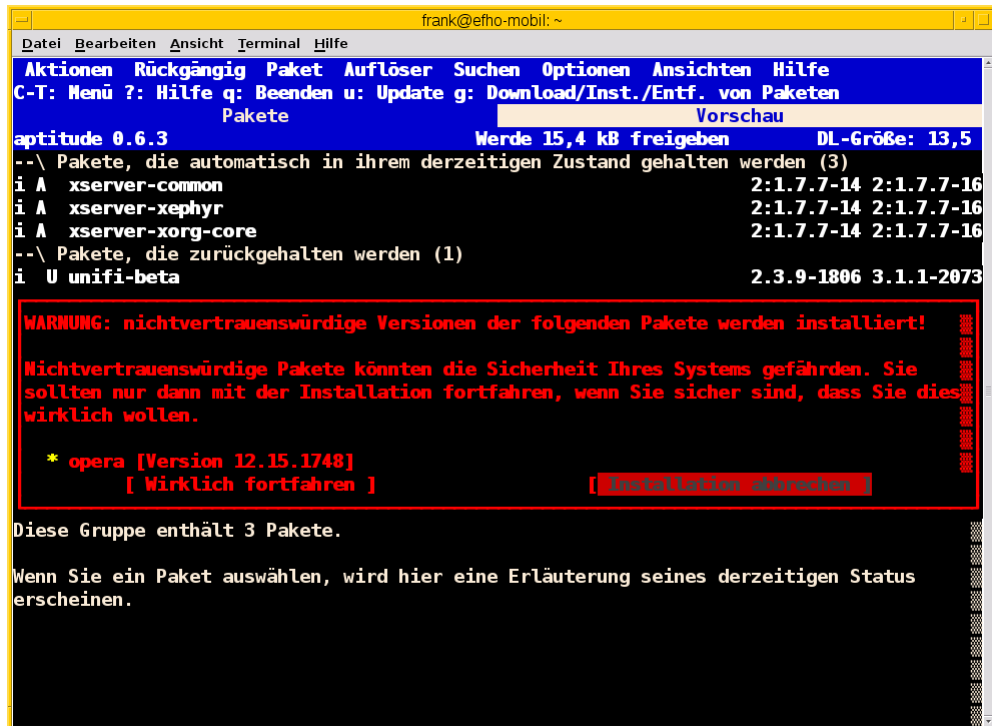 frank@efho-mobil: ~
Datei Bearbeiten Ansicht Terminal Hilfe
Aktionen Rückgängig Paket Auflöser Suchen Optionen Ansichten Hilfe
C-T: Menü ?: Hilfe q: Beenden u: Update g: Download/Inst./Entf. von Paketen
Pakete Vorschau
aptitude 0.6.3 Werde 15,4 kB freigeben DL-Größe: 13,5
--\ Pakete, die automatisch in ihrem derzeitigen Zustand gehalten werden (3)
i A xserver-common 2:1.7.7-14 2:1.7.7-16
i A xserver-xephyr 2:1.7.7-14 2:1.7.7-16
i A xserver-xorg-core 2:1.7.7-14 2:1.7.7-16
--\ Pakete, die zurückgehalten werden (1)
i U unifi-beta 2.3.9-1806 3.1.1-2073
WARNUNG: nichtvertrauenswürdige Versionen der folgenden Pakete werden installiert!
Nichtvertrauenswürdige Pakete könnten die Sicherheit Ihres Systems gefährden. Sie
sollten nur dann mit der Installation fortfahren, wenn Sie sicher sind, dass Sie dies
wirklich wollen.
* opera [Version 12.15.1748]
[ Wirklich fortfahren ] [ Installation abbrechen ]
Diese Gruppe enthält 3 Pakete.
Wenn Sie ein Paket auswählen, wird hier eine Erläuterung seines derzeitigen Status
erscheinen.